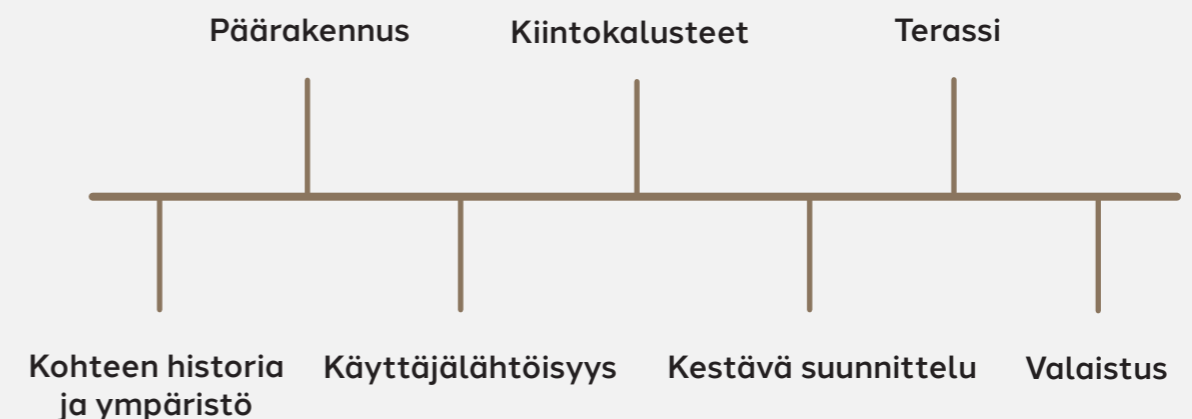 Päärakennus
Kiintokalusteet
Terassi
Kohteen historia
ja ympäristö
Käyttäjälähtöisyys
Kestävä suunnittelu
Valaistus